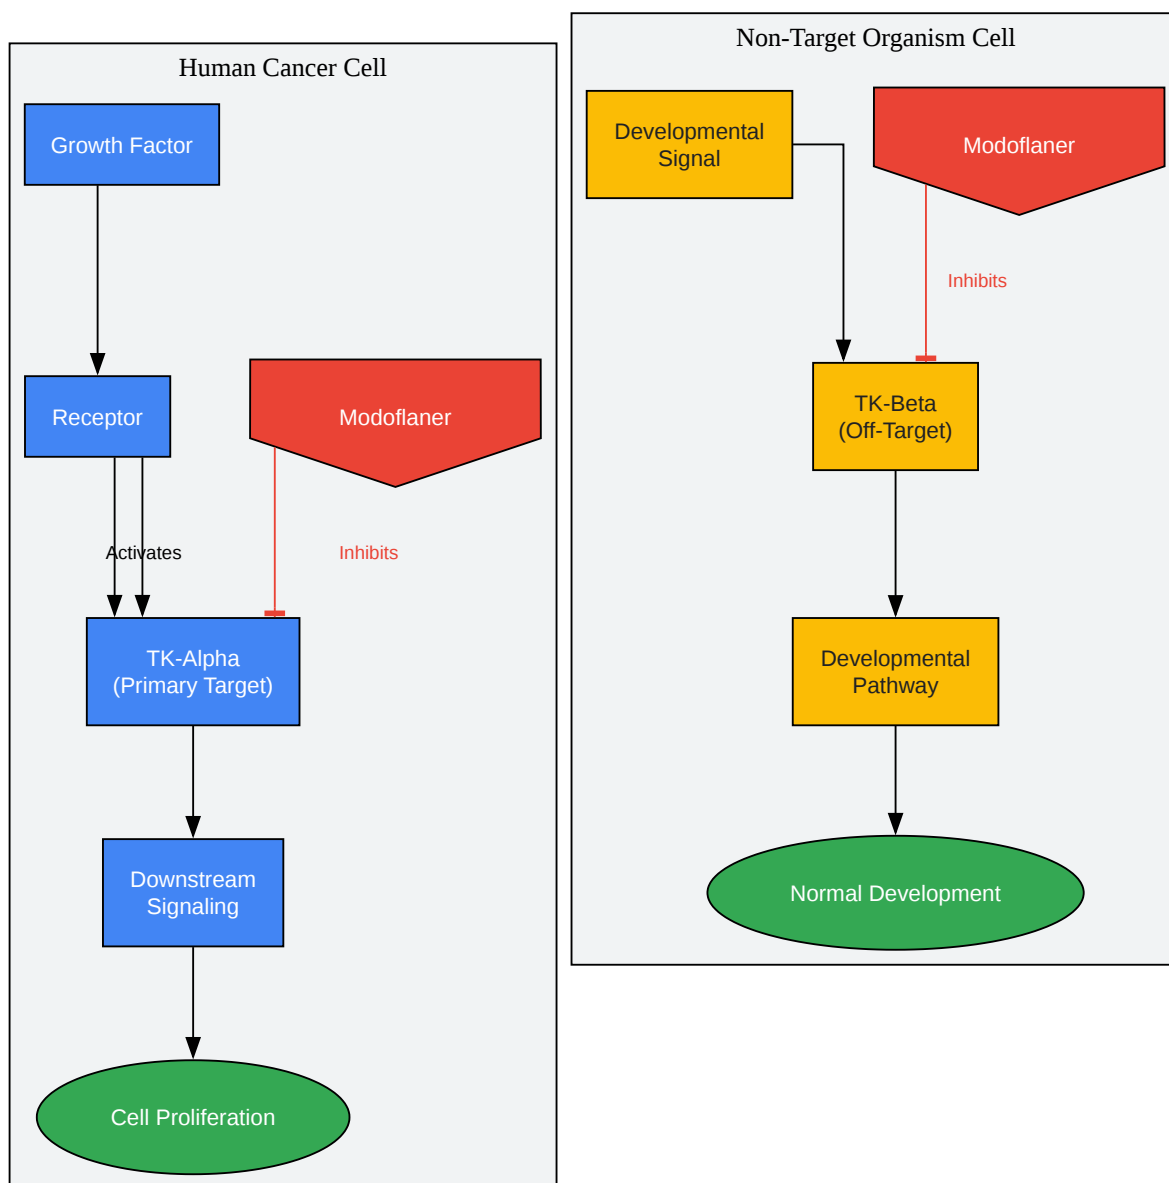 Human Cancer Cell
Growth Factor
Receptor
Modoflaner
Activates
Inhibits
TK-Alpha
(Primary Target)
Downstream
Signaling
Cell Proliferation
Non-Target Organism Cell
Developmental
Signal
Modoflaner
Inhibits
TK-Beta
(Off-Target)
Developmental
Pathway
Normal Development